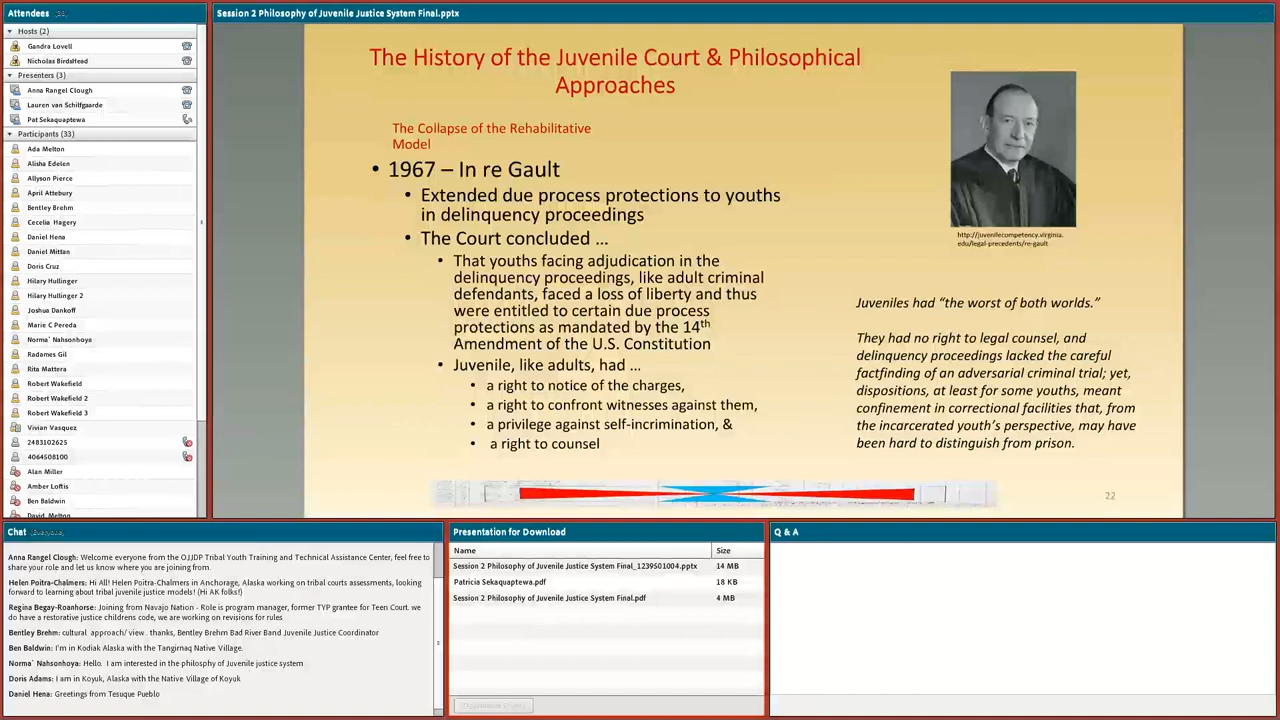 Attendees
Hosts (2)
Gandra Lovell
Nicholas BirdsHead
Presenters (3)
Anna Rangel Clough
Lauren van Schilfgaarde
Pat Sekaquaptewa
Participants (33)
Ada Melton
Alisha Edelen
Allyson Pierce
April Attebury
Bentley Brehm
Cecelia Hagery
Daniel Hena
Daniel Mittan
Doris Cruz
Hilary Hullinger
Hilary Hullinger 2
Joshua Dankoff
Marie C Pereda
Norma` Nahsonhoya
Radames Gil
Rita Mattera
Robert Wakefield
Robert Wakefield 2
Robert Wakefield 3
Vivian Vasquez
2483102625
4064508100
Alan Miller
Amber Loftis
Ben Baldwin
David Melton
Session 2 Philosophy of Juvenile Justice System Final.pptx
The History of the Juvenile Court & Philosophical
Approaches
The Collapse of the Rehabilitative
Model
• 1967 – In re Gault
• Extended due process protections to youths
in delinquency proceedings
• The Court concluded ...
• That youths facing adjudication in the
delinquency proceedings, like adult criminal
defendants, faced a loss of liberty and thus
were entitled to certain due process
protections as mandated by the 14th
Amendment of the U.S. Constitution
• Juvenile, like adults, had ...
• a right to notice of the charges,
• a right to confront witnesses against them,
• a privilege against self-incrimination, &
• a right to counsel
http://juvenilecompetency.virginia.
edu/legal-precedents/re-gault
Juveniles had “the worst of both worlds.”
They had no right to legal counsel, and
delinquency proceedings lacked the careful
factfinding of an adversarial criminal trial; yet,
dispositions, at least for some youths, meant
confinement in correctional facilities that, from
the incarcerated youth’s perspective, may have
been hard to distinguish from prison.
22
Chat (Everyone)
Anna Rangel Clough: Welcome everyone from the OJJDP Tribal Youth Training and Technical Assistance Center, feel free to
share your role and let us know where you are joining from.
Helen Poitra-Chalmers: Hi All! Helen Poitra-Chalmers in Anchorage, Alaska working on tribal courts assessments, looking
forward to learning about tribal juvenile justice models! (Hi AK folks!)
Regina Begay-Roanhorse: Joining from Navajo Nation - Role is program manager, former TYP grantee for Teen Court. we
do have a restorative justice childrens code, we are working on revisions for rules
Bentley Brehm: cultural approach/ view . thanks, Bentley Brehm Bad River Band Juvenile Justice Coordinator
Ben Baldwin: I'm in Kodiak Alaska with the Tangirnaq Native Village.
Norma` Nahsonhoya: Hello. I am interested in the philosphy of Juvenile justice system
Doris Adams: I am in Koyuk, Alaska with the Native Village of Koyuk
Daniel Hena: Greetings from Tesuque Pueblo
Presentation for Download
Name Size
Session 2 Philosophy of Juvenile Justice System Final_1239501004.pptx 14 MB
Patricia Sekaquaptewa.pdf 18 KB
Session 2 Philosophy of Juvenile Justice System Final.pdf 4 MB
Q & A